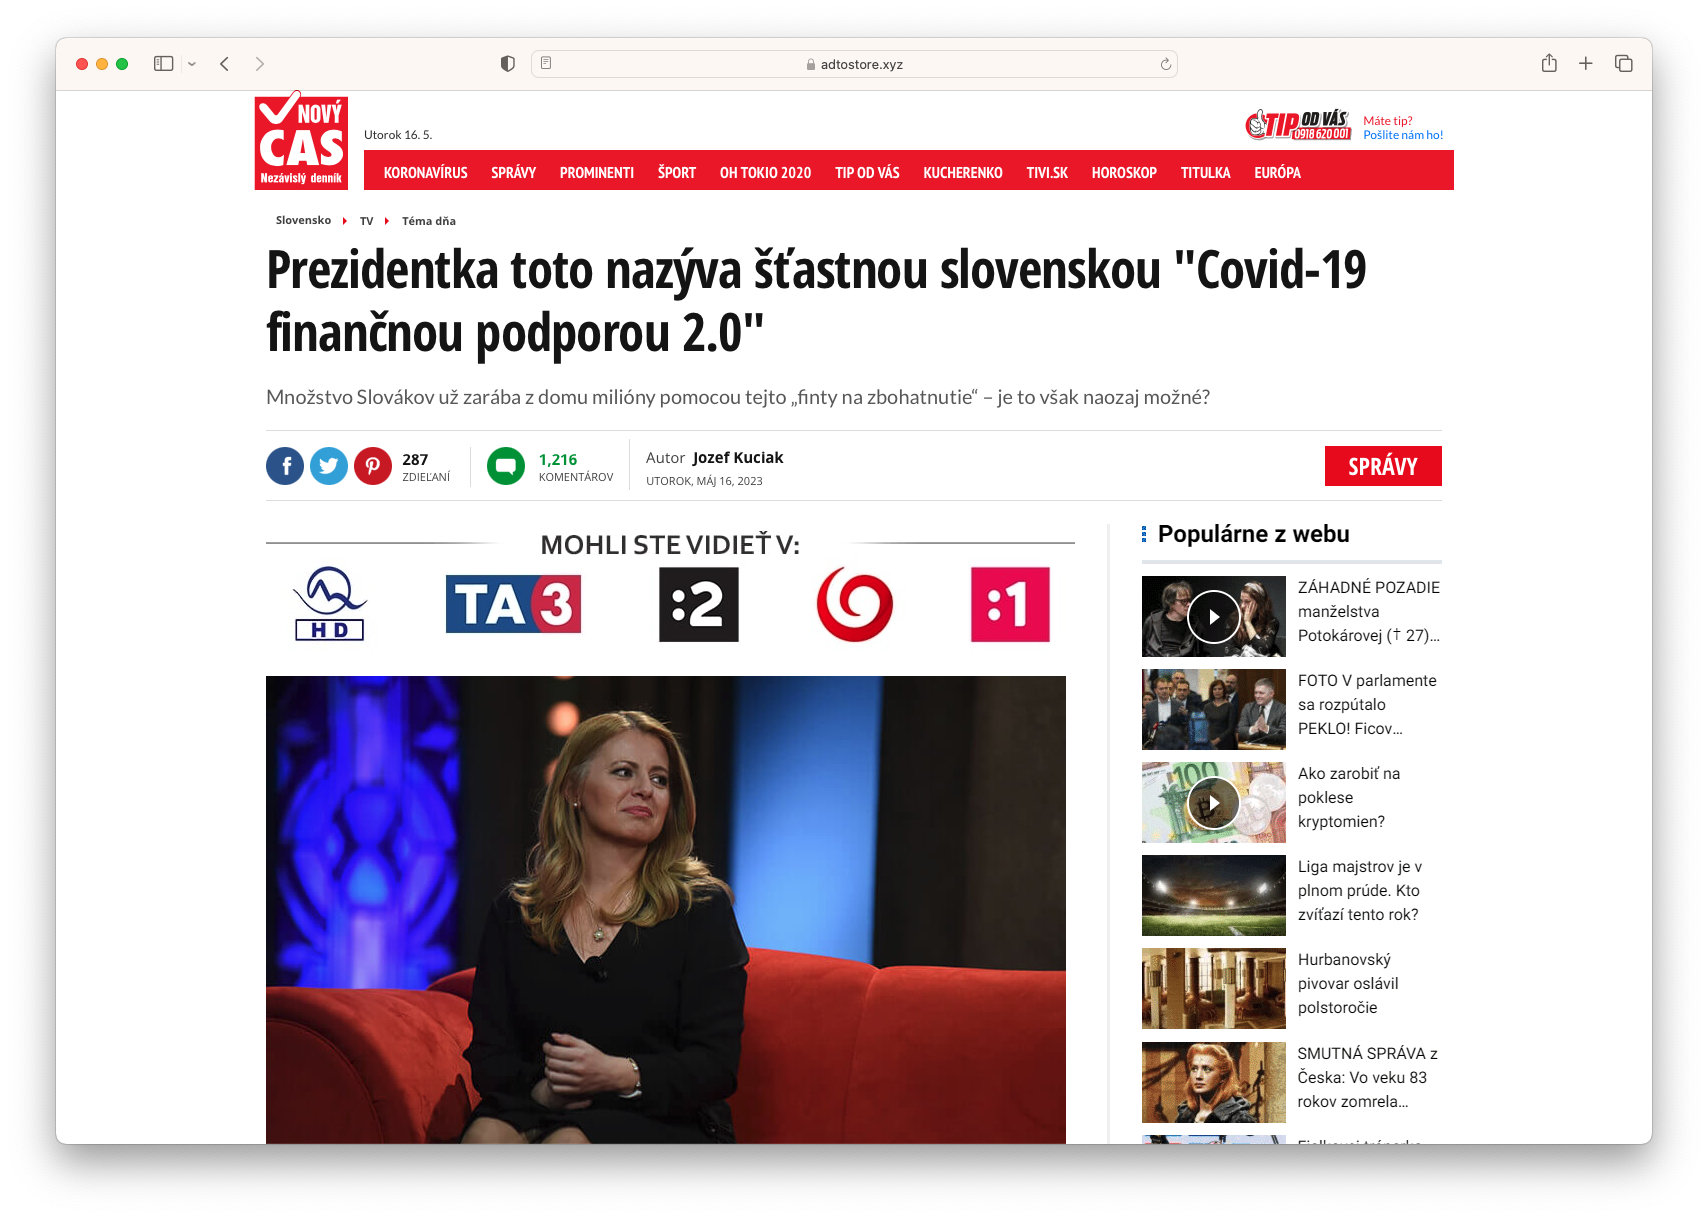 adtostore.xyz
NOVÝ
ČAS
Nezávislý denník
Utorok 16. 5.
TIP OD VÁS
0918 620 001
Máte tip?
Pošlite nám ho!
KORONAVÍRUS SPRÁVY PROMINENTI ŠPORT OH TOKIO 2020 TIP OD VÁS KUCHERENKO TIVI.SK HOROSKOP TITULKA EURÓPA
Slovensko TV Téma dňa
Prezidentka toto nazýva šťastnou slovenskou "Covid-19
finančnou podporou 2.0"
Množstvo Slovákov už zarába z domu milióny pomocou tejto „finty na zbohatnutie“ – je to však naozaj možné?
287
ZDIEĽANÍ
1,216
KOMENTÁROV
Autor Jozef Kuciak
UTOROK, MÁJ 16, 2023
SPRÁVY
MOHLI STE VIDIEŤ V:
HD
TA3
:2
:1
Populárne z webu
ZÁHADNÉ POZADIE
manželstva
Potokárovej († 27)...
FOTO V parlamente
sa rozpútalo
PEKLO! Ficov...
Ako zarobiť na
poklese
kryptomien?
Liga majstrov je v
plnom prúde. Kto
zvíťazí tento rok?
Hurbanovský
pivovar oslávil
polstoročie
SMUTNÁ SPRÁVA z
Česka: Vo veku 83
rokov zomrela...